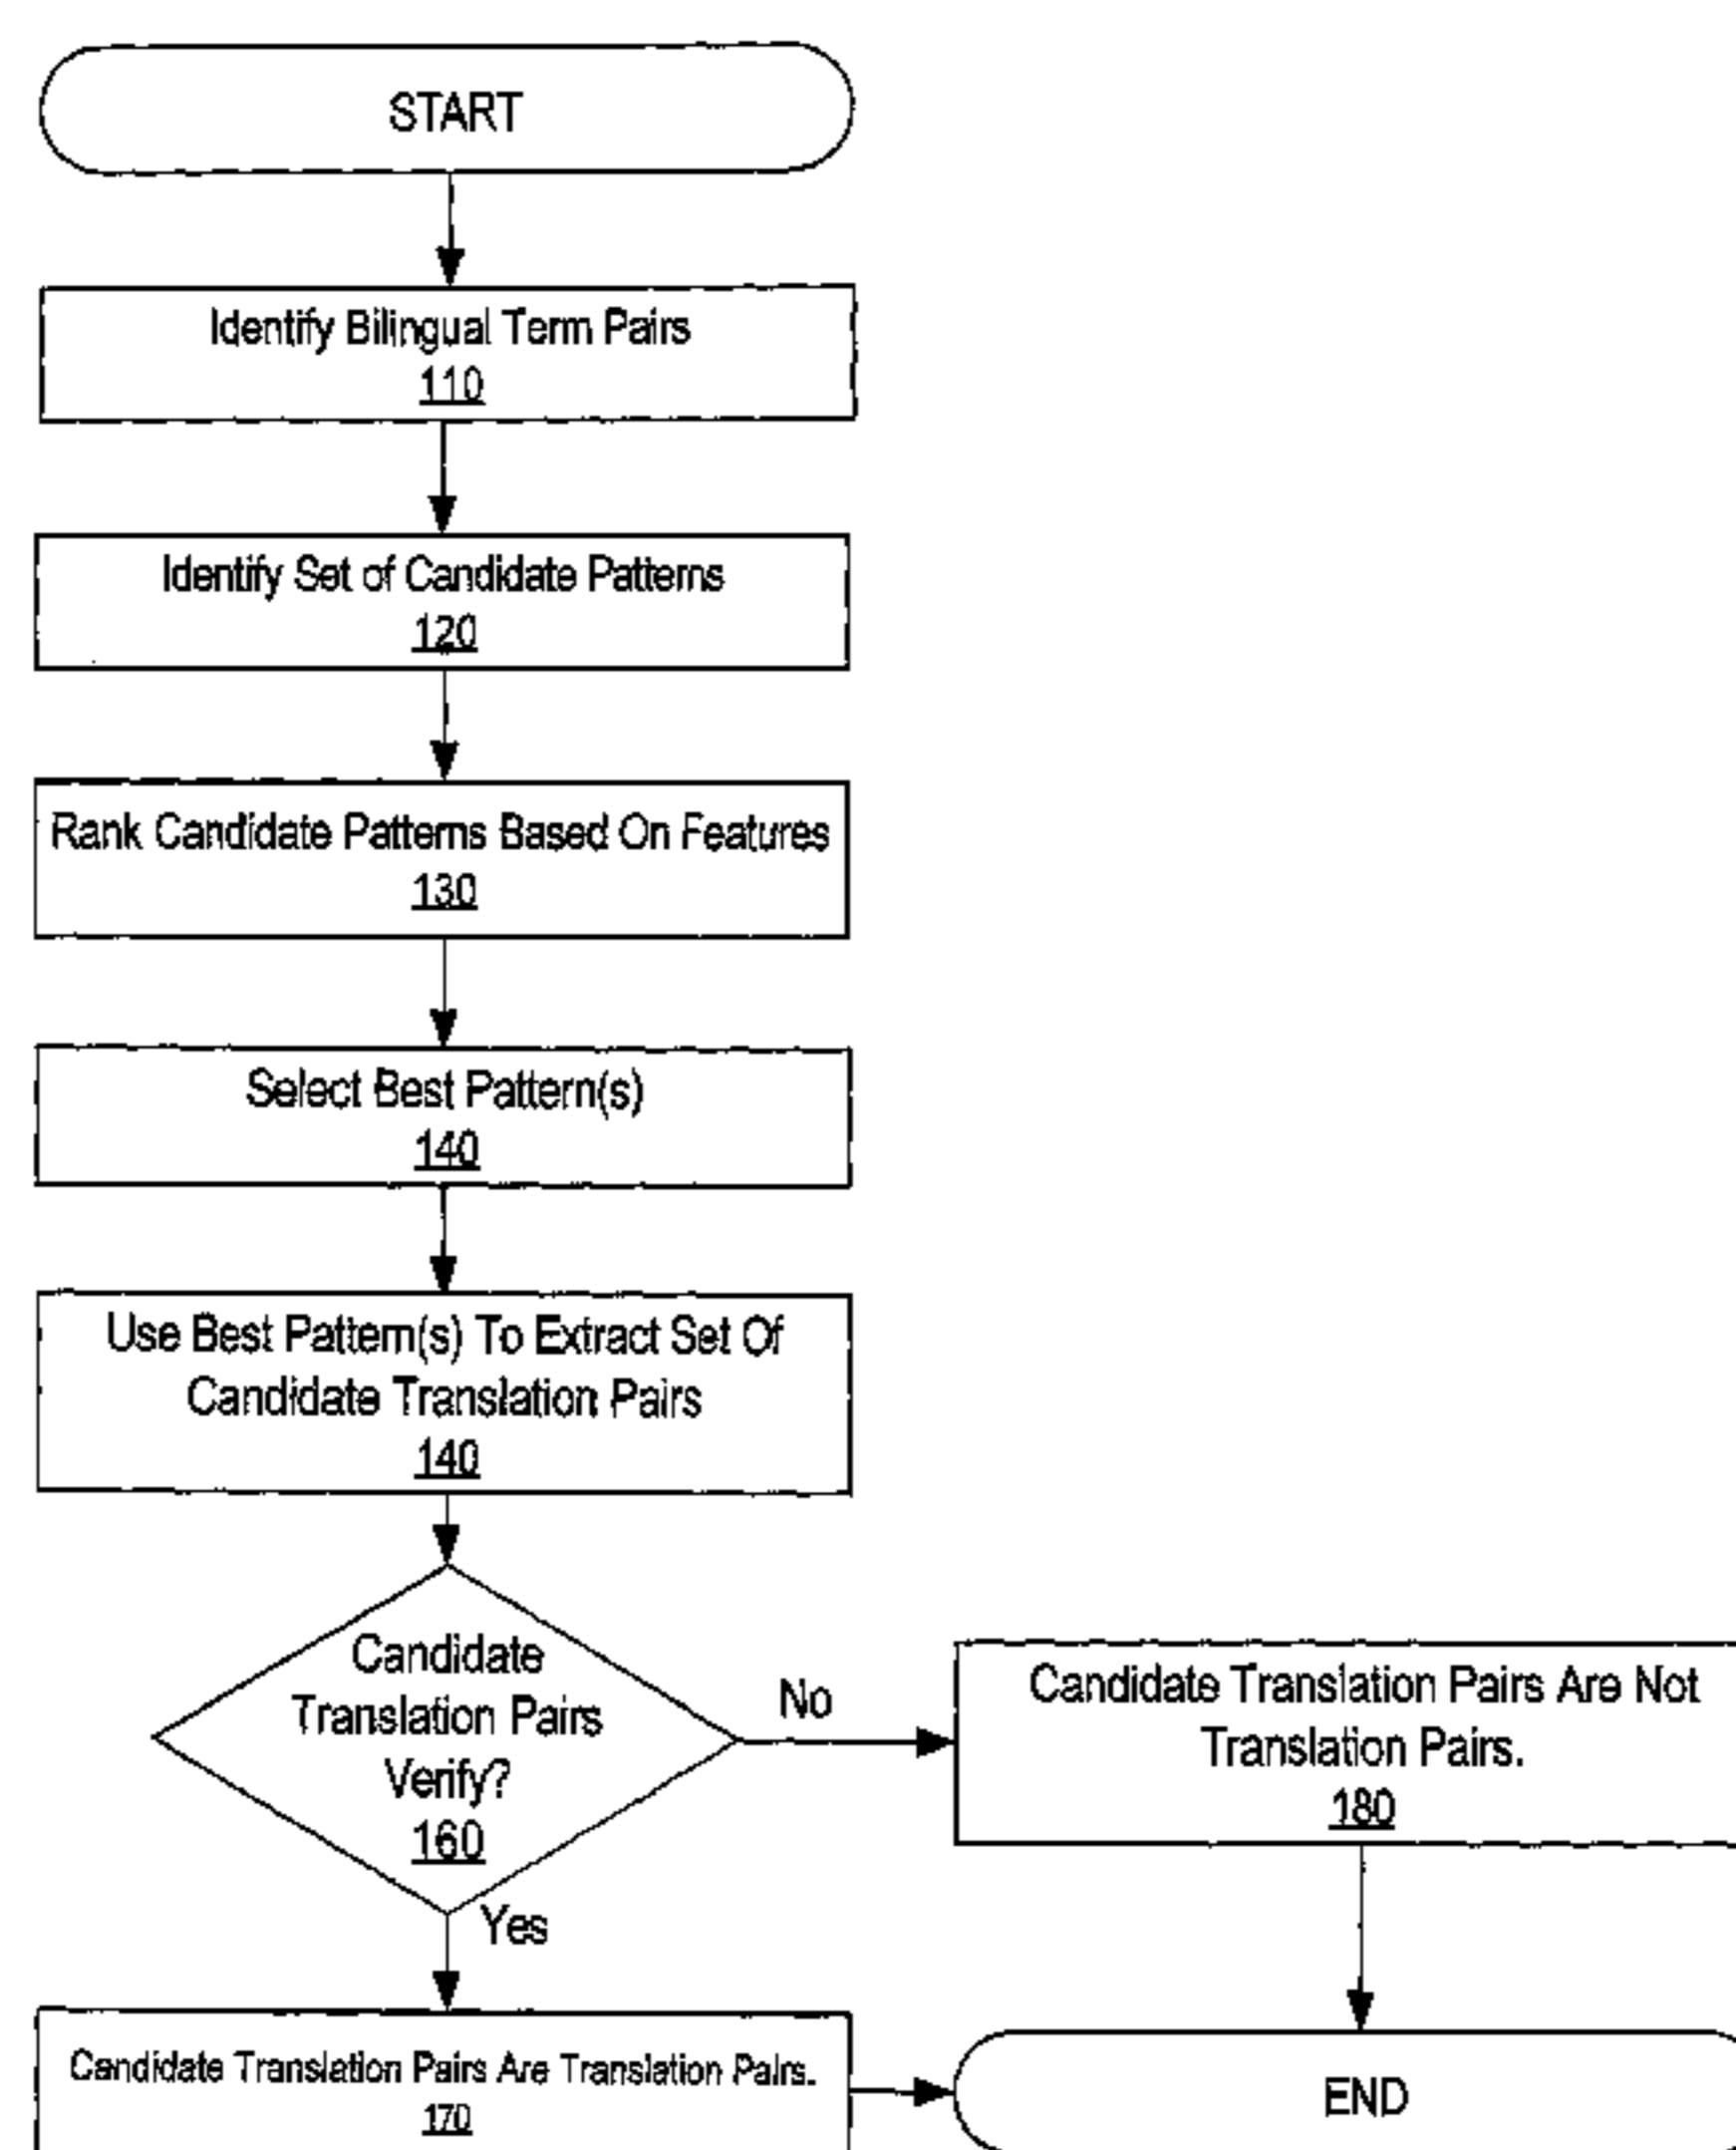 START
Identify Bilingual Term Pairs
110
Identify Set of Candidate Patterns
120
Rank Candidate Patterns Based On Features
130
Select Best Pattern(s)
140
Use Best Pattern(s) To Extract Set Of
Candidate Translation Pairs
140
Candidate
Translation Pairs
Verify?
160
No
Candidate Translation Pairs Are Not
Translation Pairs.
180
Yes
Candidate Translation Pairs Are Translation Pairs.
170
END